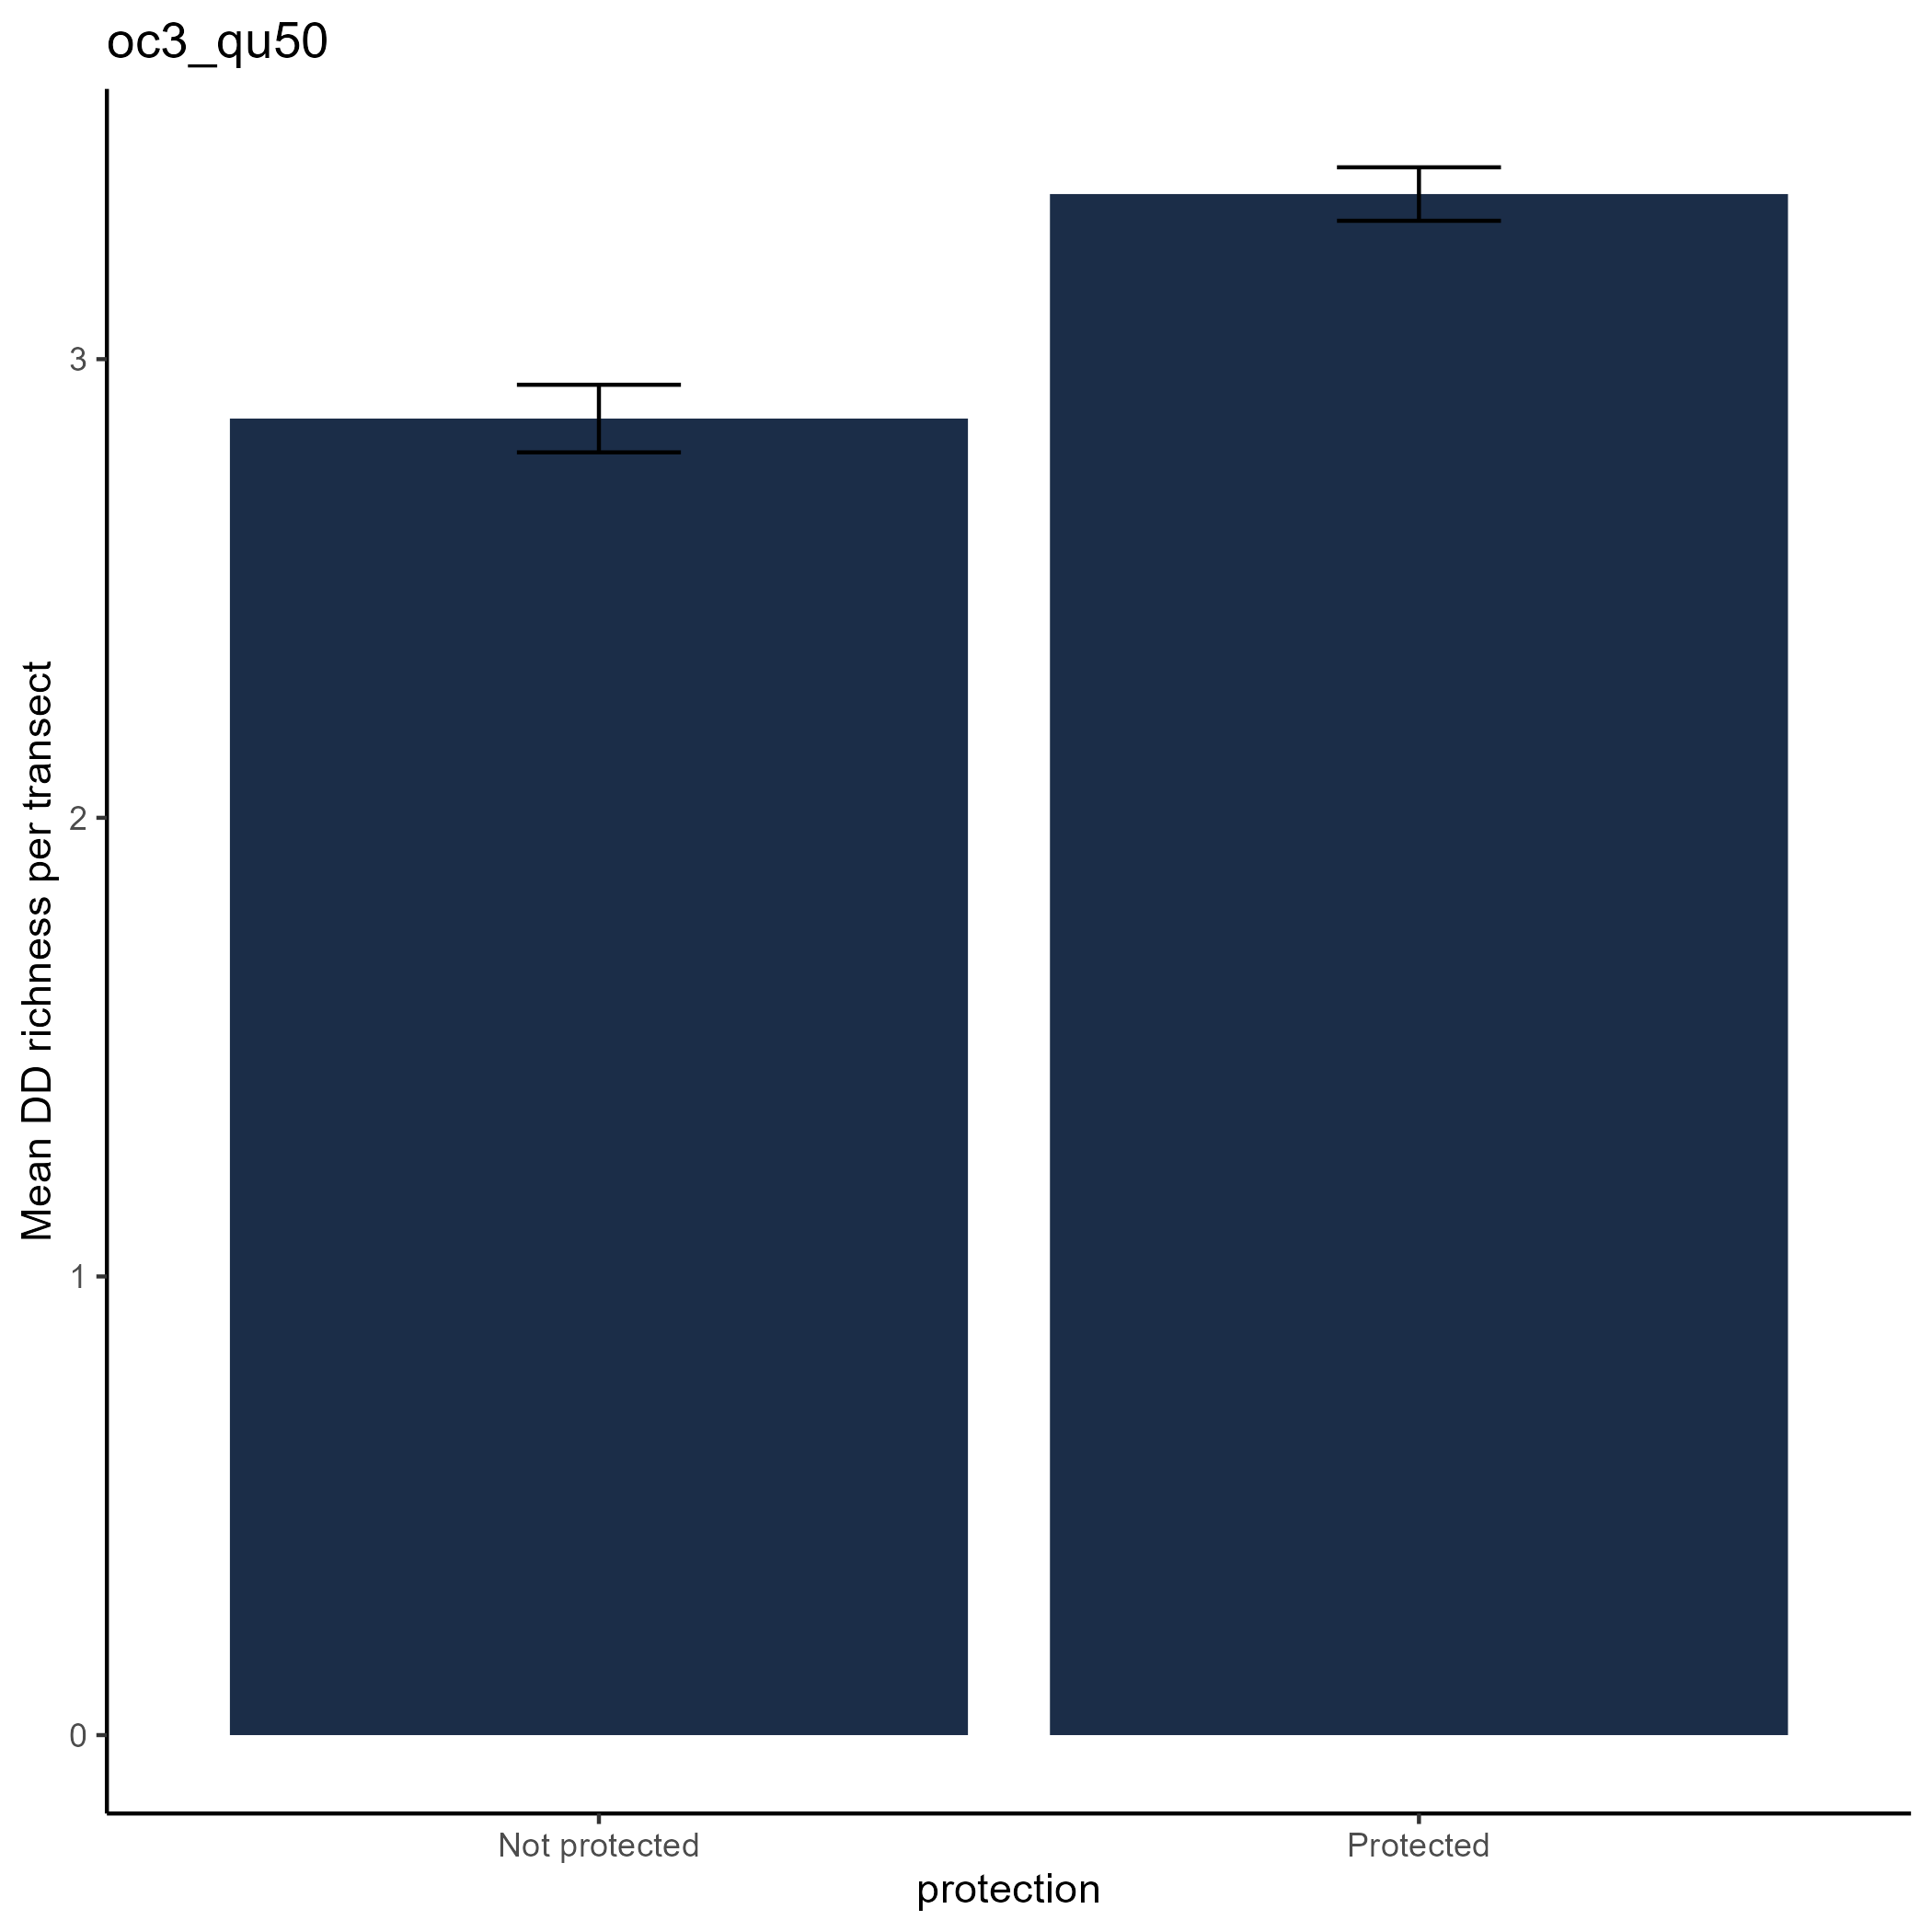 oc3_qu50
Mean DD richness per transect
3
2
1
0
Not protected
Protected
protection